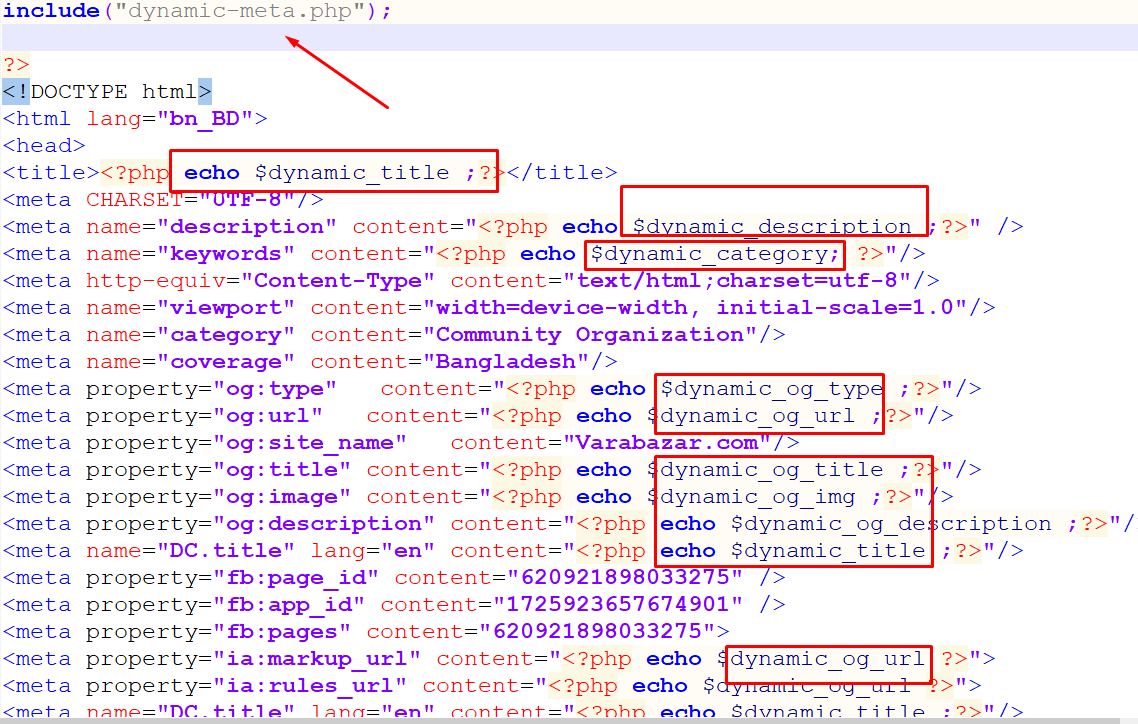 include("dynamic-meta.php");
?>
<!DOCTYPE html>
<html lang="bn_BD">
<head>
<title><?php echo $dynamic_title ;?></title>
<meta CHARSET="UTF-8"/>
<meta name="description" content="<?php echo $dynamic_description ;?>" />
<meta name="keywords" content="<?php echo $dynamic_category; ?>"/>
<meta http-equiv="Content-Type" content="text/html;charset=utf-8"/>
<meta name="viewport" content="width=device-width, initial-scale=1.0"/>
<meta name="category" content="Community Organization"/>
<meta name="coverage" content="Bangladesh"/>
<meta property="og:type"   content="<?php echo $dynamic_og_type ;?>"/>
<meta property="og:url"   content="<?php echo $dynamic_og_url ;?>"/>
<meta property="og:site_name"   content="Varabazar.com"/>
<meta property="og:title" content="<?php echo $dynamic_og_title ;?>"/>
<meta property="og:image" content="<?php echo $dynamic_og_img ;?>"/>
<meta property="og:description" content="<?php echo $dynamic_og_description ;?>"/
<meta name="DC.title" lang="en" content="<?php echo $dynamic_title ;?>"/>
<meta property="fb:page_id" content="620921898033275" />
<meta property="fb:app_id" content="1725923657674901" />
<meta property="fb:pages" content="620921898033275">
<meta property="ia:markup_url" content="<?php echo $dynamic_og_url ?>">
<meta property="ia:rules_url" content="<?php echo $dynamic_og_url ?>">
<meta name="DC.title" lang="en" content="<?php echo $dynamic_title ;?>"/>